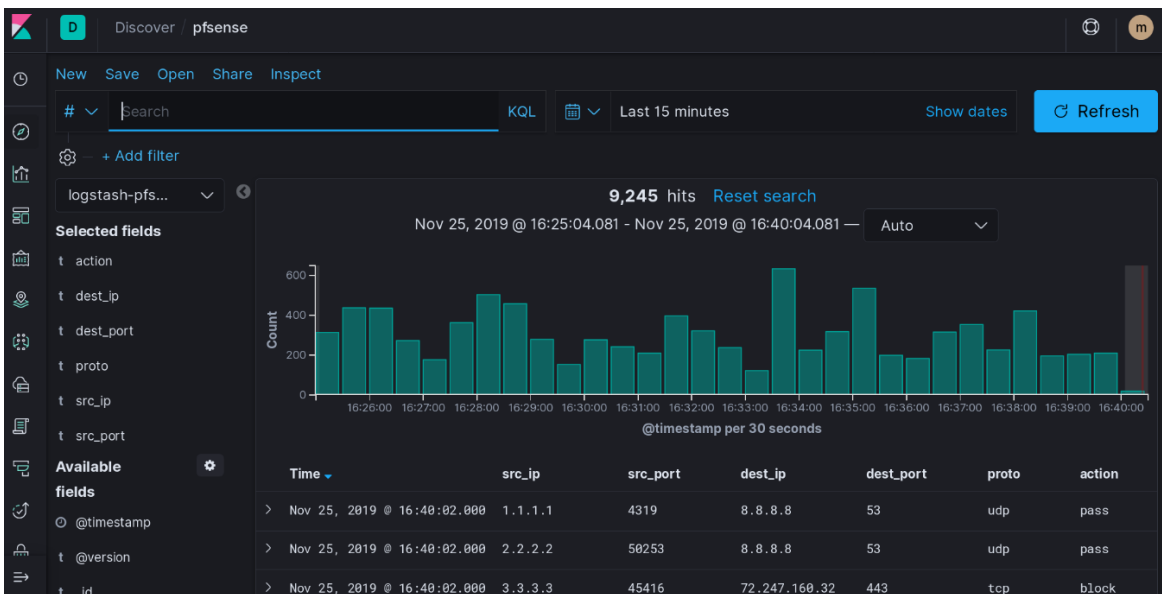 D Discover / pfsense m
New Save Open Share Inspect
# Search KQL Last 15 minutes Show dates Refresh
+ Add filter
logstash-pfs...
9,245 hits Reset search
Nov 25, 2019 @ 16:25:04.081 - Nov 25, 2019 @ 16:40:04.081 — Auto
Selected fields
t action
t dest_ip
t dest_port
t proto
t src_ip
t src_port
Available fields
@timestamp
t @version
t _id
Count
600
400
200
0
16:26:00 16:27:00 16:28:00 16:29:00 16:30:00 16:31:00 16:32:00 16:33:00 16:34:00 16:35:00 16:36:00 16:37:00 16:38:00 16:39:00 16:40:00
@timestamp per 30 seconds
Time src_ip src_port dest_ip dest_port proto action
> Nov 25, 2019 @ 16:40:02.000 1.1.1.1 4319 8.8.8.8 53 udp pass
> Nov 25, 2019 @ 16:40:02.000 2.2.2.2 50253 8.8.8.8 53 udp pass
> Nov 25, 2019 @ 16:40:02.000 3.3.3.3 45416 72.247.160.32 443 tcp block